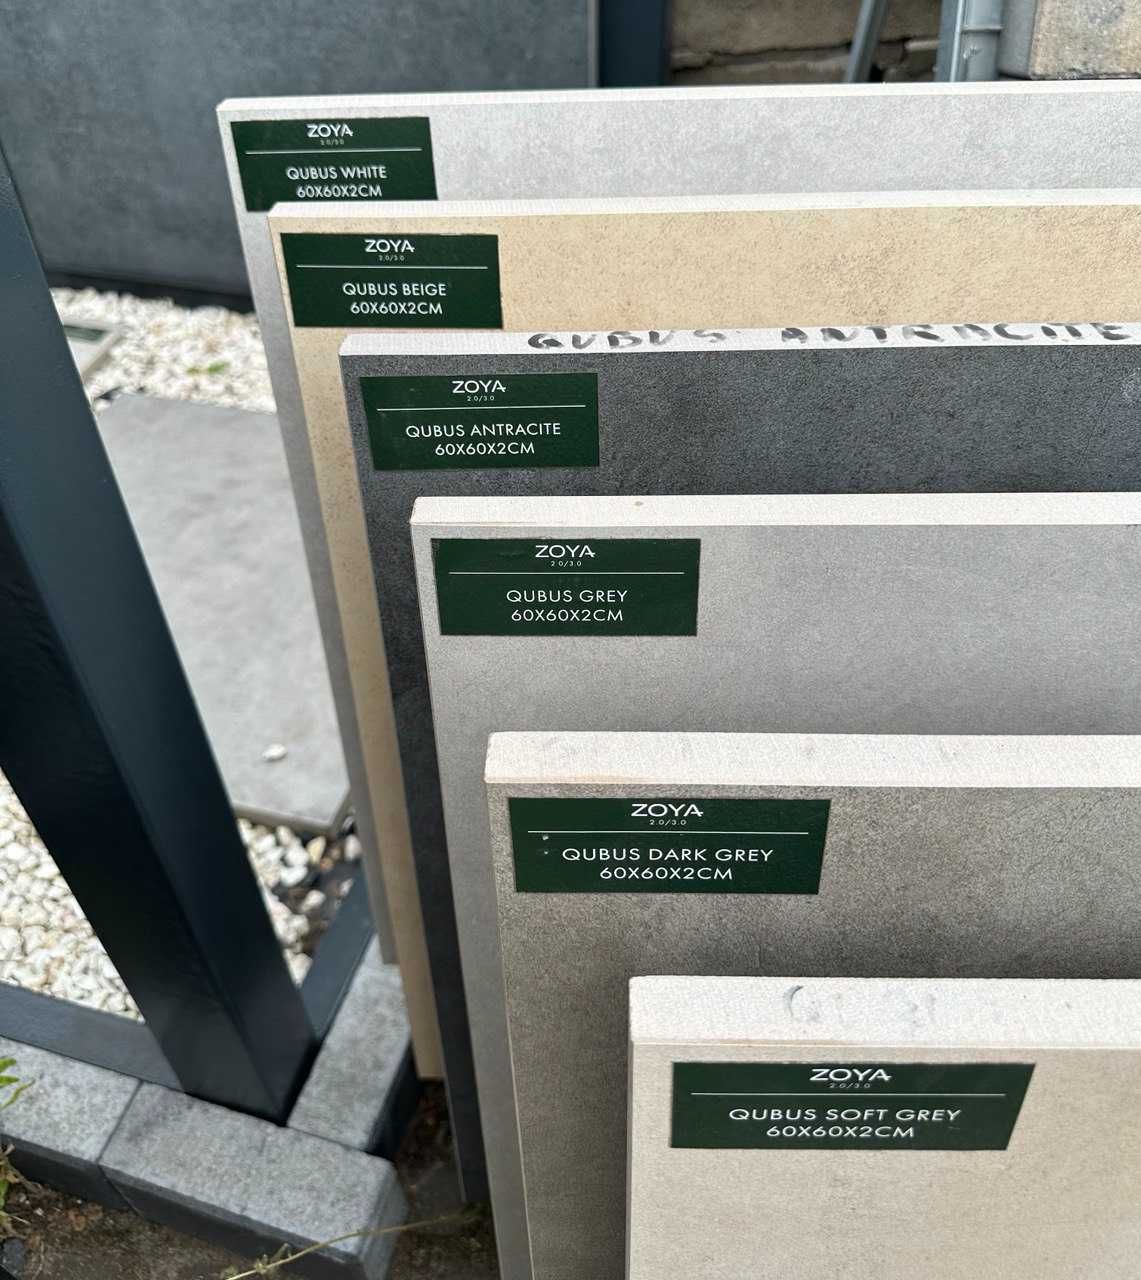 ZOYA
2.0/3.0
QUBUS WHITE
60X60X2CM
ZOYA
2.0/3.0
QUBUS BEIGE
60X60X2CM
QUBUS ANTRACITE
ZOYA
2.0/3.0
QUBUS ANTRACITE
60X60X2CM
ZOYA
2.0/3.0
QUBUS GREY
60X60X2CM
ZOYA
2.0/3.0
QUBUS DARK GREY
60X60X2CM
ZOYA
2.0/3.0
QUBUS SOFT GREY
60X60X2CM